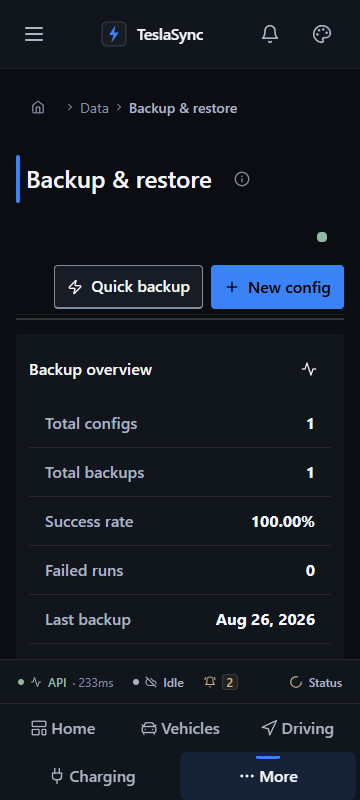 TeslaSync
Data
Backup & restore
Backup & restore
Quick backup
New config
Backup overview
Total configs 1
Total backups 1
Success rate 100.00%
Failed runs 0
Last backup Aug 26, 2026
API · 233ms Idle 2 Status
Home Vehicles Driving
Charging More